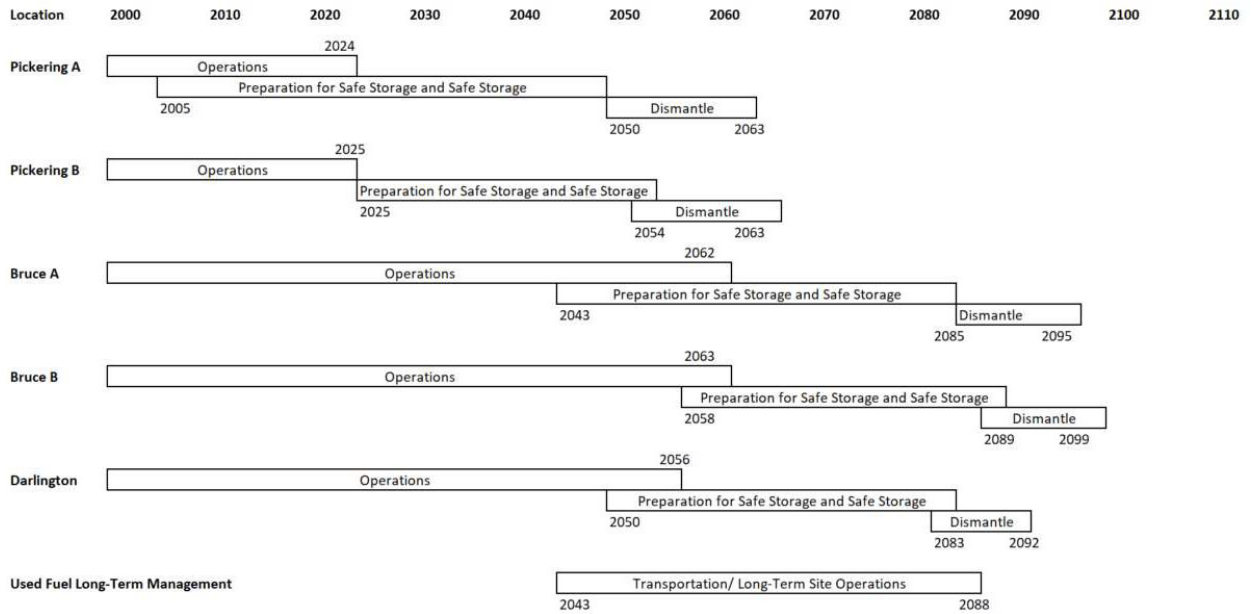 Location 2000 2010 2020 2030 2040 2050 2060 2070 2080 2090 2100 2110
2024
Pickering A Operations
Preparation for Safe Storage and Safe Storage
2005 Dismantle
2050 2063
2025
Pickering B Operations
Preparation for Safe Storage and Safe Storage
2025 Dismantle
2054 2063
2062
Bruce A Operations
Preparation for Safe Storage and Safe Storage
2043 Dismantle
2085 2095
2063
Bruce B Operations
Preparation for Safe Storage and Safe Storage
2058 Dismantle
2089 2099
2056
Darlington Operations
Preparation for Safe Storage and Safe Storage
2050 Dismantle
2083 2092
Used Fuel Long-Term Management Transportation/ Long-Term Site Operations
2043 2088